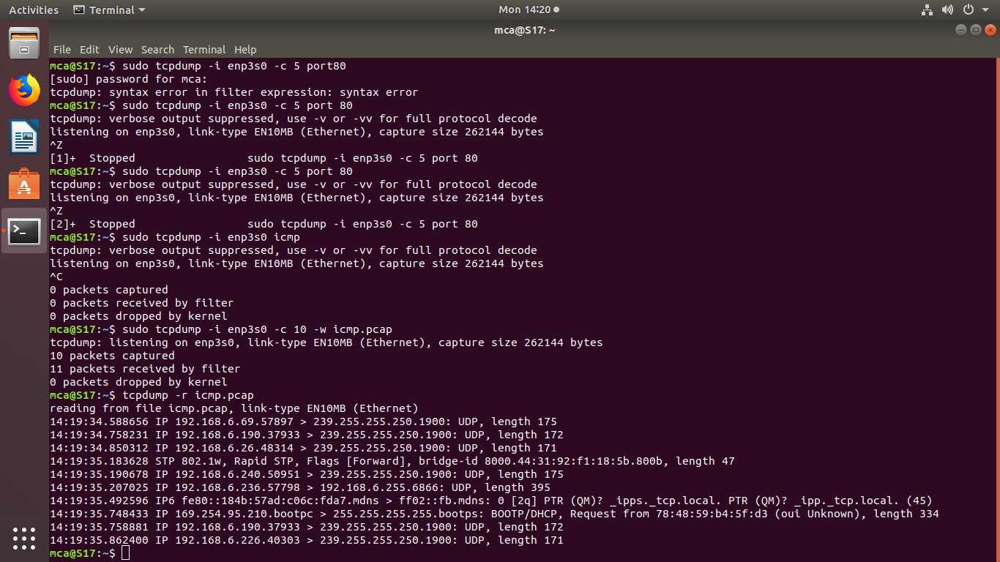 Activities Terminal Mon 14:20
mca@S17: ~
File Edit View Search Terminal Help
mca@S17:~$ sudo tcpdump -i enp3s0 -c 5 port80
[sudo] password for mca:
tcpdump: syntax error in filter expression: syntax error
mca@S17:~$ sudo tcpdump -i enp3s0 -c 5 port 80
tcpdump: verbose output suppressed, use -v or -vv for full protocol decode
listening on enp3s0, link-type EN10MB (Ethernet), capture size 262144 bytes
^Z
[1]+  Stopped                 sudo tcpdump -i enp3s0 -c 5 port 80
mca@S17:~$ sudo tcpdump -i enp3s0 -c 5 port 80
tcpdump: verbose output suppressed, use -v or -vv for full protocol decode
listening on enp3s0, link-type EN10MB (Ethernet), capture size 262144 bytes
^Z
[2]+  Stopped                 sudo tcpdump -i enp3s0 -c 5 port 80
mca@S17:~$ sudo tcpdump -i enp3s0 icmp
tcpdump: verbose output suppressed, use -v or -vv for full protocol decode
listening on enp3s0, link-type EN10MB (Ethernet), capture size 262144 bytes
^C
0 packets captured
0 packets received by filter
0 packets dropped by kernel
mca@S17:~$ sudo tcpdump -i enp3s0 -c 10 -w icmp.pcap
tcpdump: listening on enp3s0, link-type EN10MB (Ethernet), capture size 262144 bytes
10 packets captured
11 packets received by filter
0 packets dropped by kernel
mca@S17:~$ tcpdump -r icmp.pcap
reading from file icmp.pcap, link-type EN10MB (Ethernet)
14:19:34.588656 IP 192.168.6.69.57897 > 239.255.255.250.1900: UDP, length 175
14:19:34.758231 IP 192.168.6.190.37933 > 239.255.255.250.1900: UDP, length 172
14:19:34.850312 IP 192.168.6.26.48314 > 239.255.255.250.1900: UDP, length 171
14:19:35.183628 STP 802.1w, Rapid STP, Flags [Forward], bridge-id 8000.44:31:92:f1:18:5b.800b, length 47
14:19:35.190678 IP 192.168.6.240.50951 > 239.255.255.250.1900: UDP, length 175
14:19:35.207025 IP 192.168.6.236.57798 > 192.168.6.255.6866: UDP, length 395
14:19:35.492596 IP6 fe80::184b:57ad:c06c:fda7.mdns > ff02::fb.mdns: 0 [2q] PTR (QM)? _ipps._tcp.local. PTR (QM)? _ipp._tcp.local. (45)
14:19:35.748433 IP 169.254.95.210.bootpc > 255.255.255.255.bootps: BOOTP/DHCP, Request from 78:48:59:b4:5f:d3 (oui Unknown), length 334
14:19:35.758881 IP 192.168.6.190.37933 > 239.255.255.250.1900: UDP, length 172
14:19:35.862400 IP 192.168.6.226.40303 > 239.255.255.250.1900: UDP, length 171
mca@S17:~$